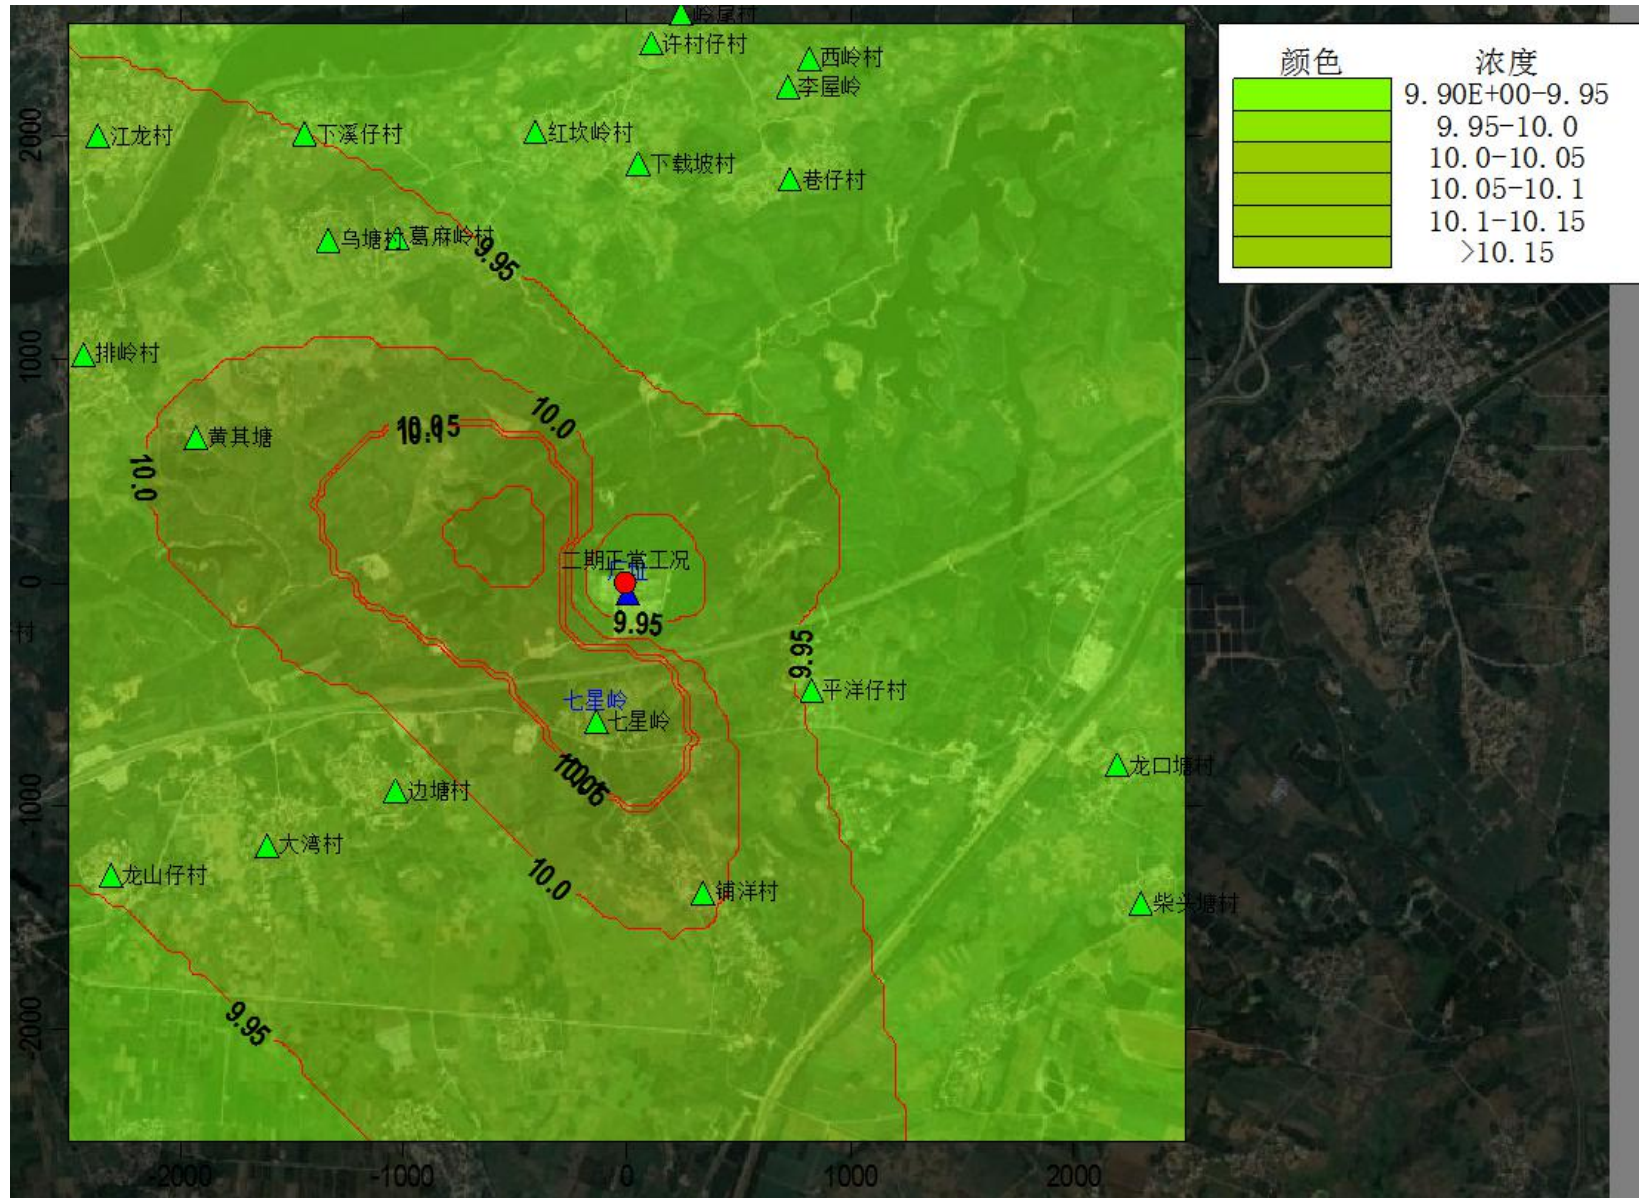 岭尾村
许村仔村
西岭村
李屋岭
颜色 浓度
9.90E+00-9.95
9.95-10.0
10.0-10.05
10.05-10.1
10.1-10.15
>10.15
2000
江龙村
下溪仔村
红坎岭村
下载坡村
巷仔村
乌塘村
葛麻岭村
9.95
1000
排岭村
10.0
黄其塘
10.0
二期正常工况
厂址
0
9.95
村
9.95
平洋仔村
七星岭
七星岭
龙口塘村
-1000
边塘村
大湾村
龙山仔村
10.0
铺洋村
柴头塘村
-2000
9.95
-2000
-1000
0
1000
2000